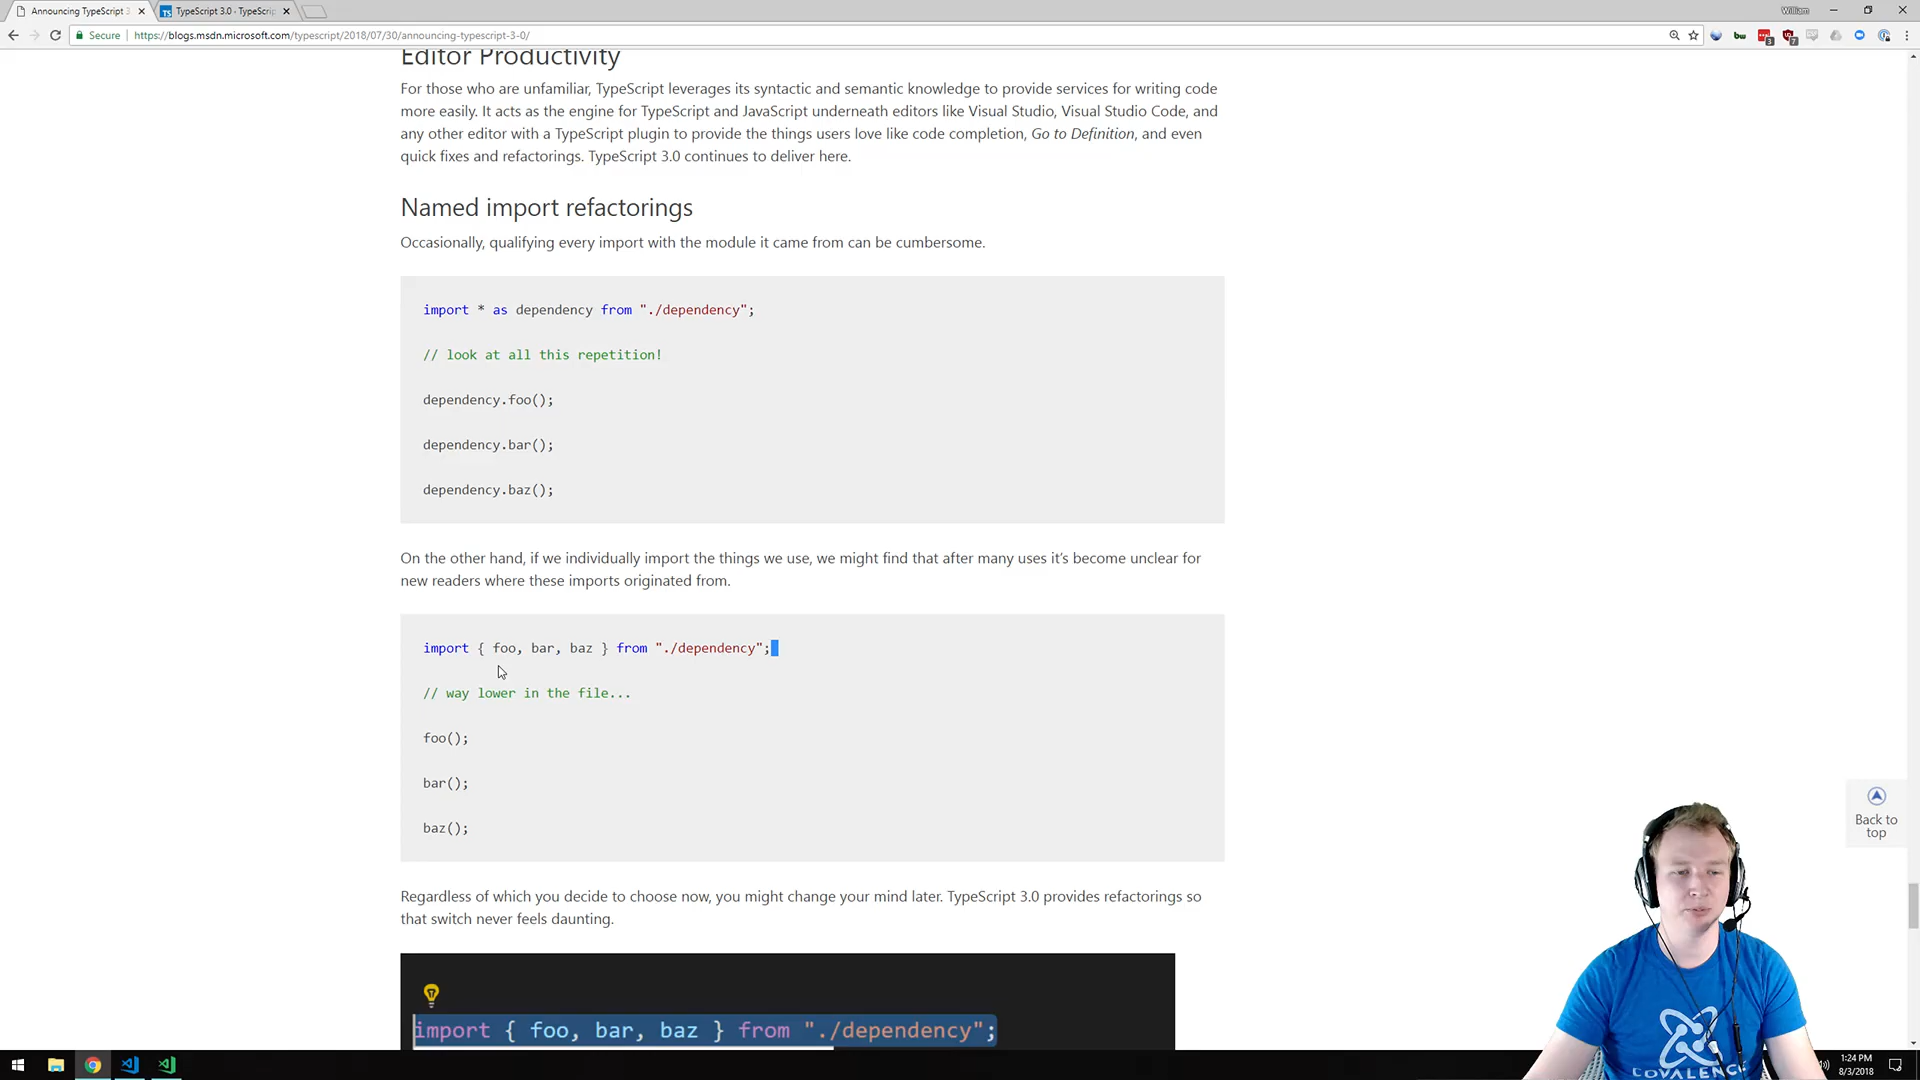 Announcing TypeScript 3
TypeScript 3.0 · TypeScrip
William
Secure
https://blogs.msdn.microsoft.com/typescript/2018/07/30/announcing-typescript-3-0/
Editor Productivity
For those who are unfamiliar, TypeScript leverages its syntactic and semantic knowledge to provide services for writing code
more easily. It acts as the engine for TypeScript and JavaScript underneath editors like Visual Studio, Visual Studio Code, and
any other editor with a TypeScript plugin to provide the things users love like code completion, Go to Definition, and even
quick fixes and refactorings. TypeScript 3.0 continues to deliver here.
Named import refactorings
Occasionally, qualifying every import with the module it came from can be cumbersome.
import * as dependency from "./dependency";
// look at all this repetition!
dependency.foo();
dependency.bar();
dependency.baz();
On the other hand, if we individually import the things we use, we might find that after many uses it’s become unclear for
new readers where these imports originated from.
import { foo, bar, baz } from "./dependency";
// way lower in the file...
foo();
bar();
baz();
Regardless of which you decide to choose now, you might change your mind later. TypeScript 3.0 provides refactorings so
that switch never feels daunting.
import { foo, bar, baz } from "./dependency";
Back to
top
COVALENCE
1:24 PM
8/3/2018